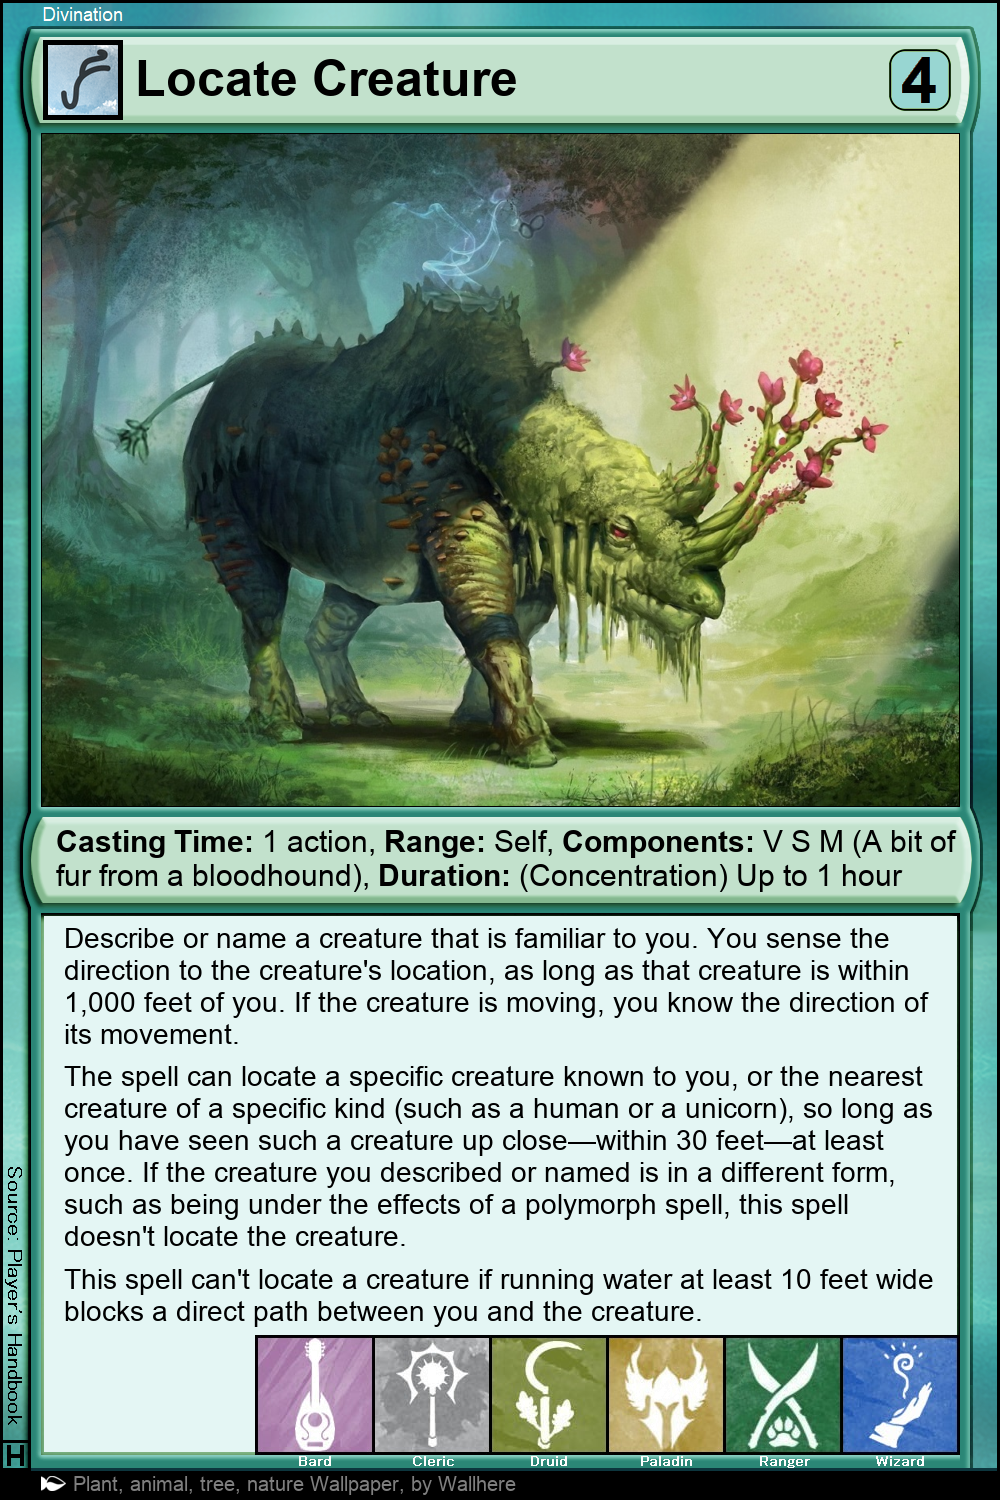 Divination
Locate Creature
4
Casting Time: 1 action, Range: Self, Components: V S M (A bit of
fur from a bloodhound), Duration: (Concentration) Up to 1 hour
Describe or name a creature that is familiar to you. You sense the
direction to the creature's location, as long as that creature is within
1,000 feet of you. If the creature is moving, you know the direction of
its movement.
The spell can locate a specific creature known to you, or the nearest
creature of a specific kind (such as a human or a unicorn), so long as
you have seen such a creature up close—within 30 feet—at least
once. If the creature you described or named is in a different form,
such as being under the effects of a polymorph spell, this spell
doesn't locate the creature.
This spell can't locate a creature if running water at least 10 feet wide
blocks a direct path between you and the creature.
Source: Player's Handbook
H
Bard
Cleric
Druid
Paladin
Ranger
Wizard
Plant, animal, tree, nature Wallpaper, by Wallhere